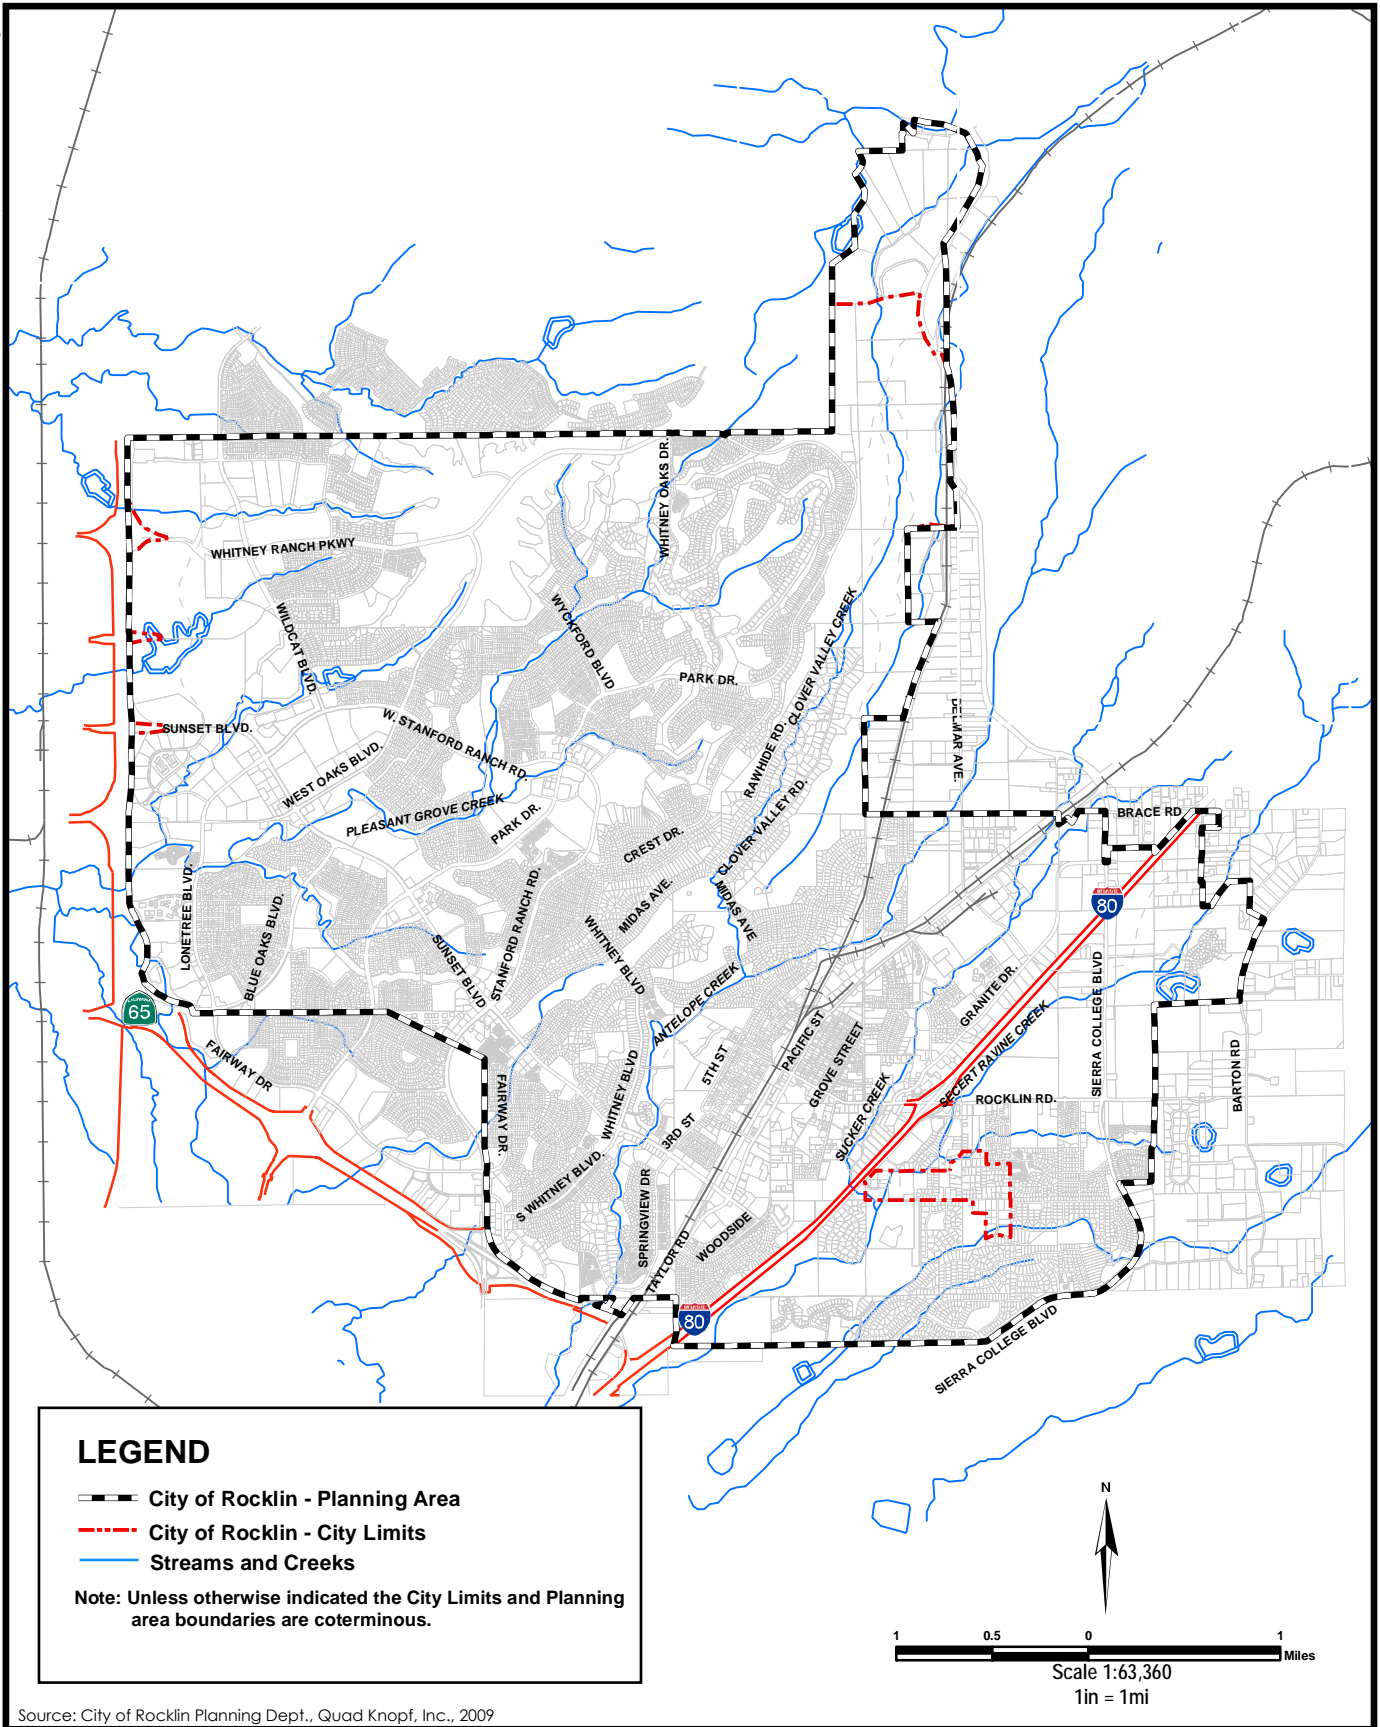 WHITNEY OAKS DR.
WHITNEY RANCH PKWY
WILDCAT BLVD.
WYCKFORD BLVD
CLOVER VALLEY CREEK
PARK DR.
SUNSET BLVD.
W. STANFORD RANCH RD.
RAWHIDE RD.
DELMAR AVE.
WEST OAKS BLVD.
PLEASANT GROVE CREEK
PARK DR.
CREST DR.
CLOVER VALLEY RD.
BRACE RD
LONETREE BLVD.
BLUE OAKS BLVD.
SUNSET BLVD
STANFORD RANCH RD.
WHITNEY BLVD
MIDAS AVE.
MIDAS AVE
80
ANTELOPE CREEK
GRANITE DR.
SIERRA COLLEGE BLVD
CALIFORNIA
65
FAIRWAY DR
FAIRWAY DR.
WHITNEY BLVD
5TH ST
3RD ST
PACIFIC ST
GROVE STREET
SUCKER CREEK
SECERT RAVINE CREEK
ROCKLIN RD.
BARTON RD
S WHITNEY BLVD.
SPRINGVIEW DR
TAYLOR RD
WOODSIDE
80
SIERRA COLLEGE BLVD
LEGEND
City of Rocklin - Planning Area
City of Rocklin - City Limits
Streams and Creeks
Note: Unless otherwise indicated the City Limits and Planning
area boundaries are coterminous.
N
1 0.5 0 1
Miles
Scale 1:63,360
1in = 1mi
Source: City of Rocklin Planning Dept., Quad Knopf, Inc., 2009